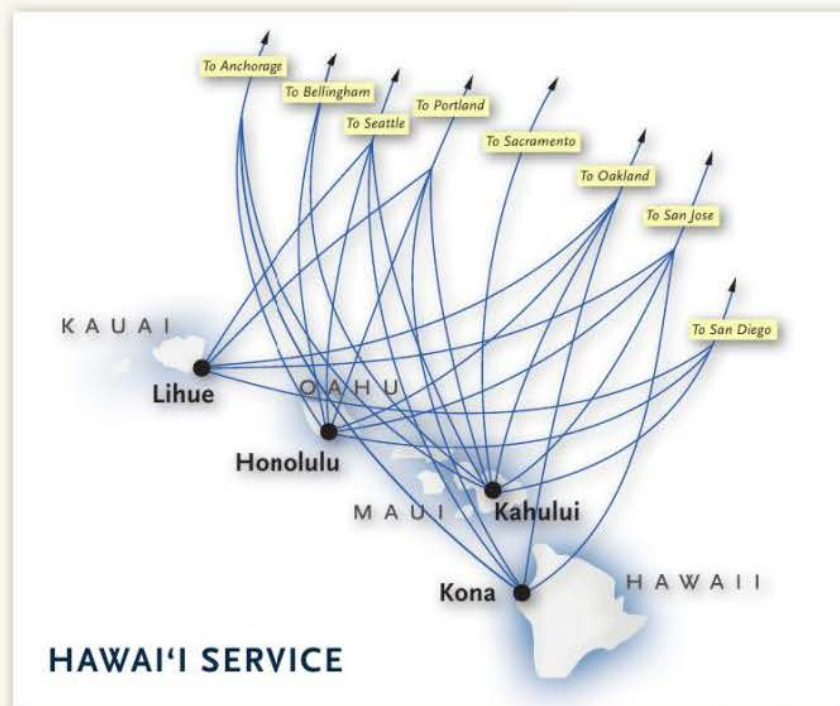 To Anchorage
To Bellingham
To Seattle
To Portland
To Sacramento
To Oakland
To San Jose
To San Diego
KAUAI
Lihue
OAHU
Honolulu
MAUI
Kahului
Kona
HAWAII
HAWAI‘I SERVICE